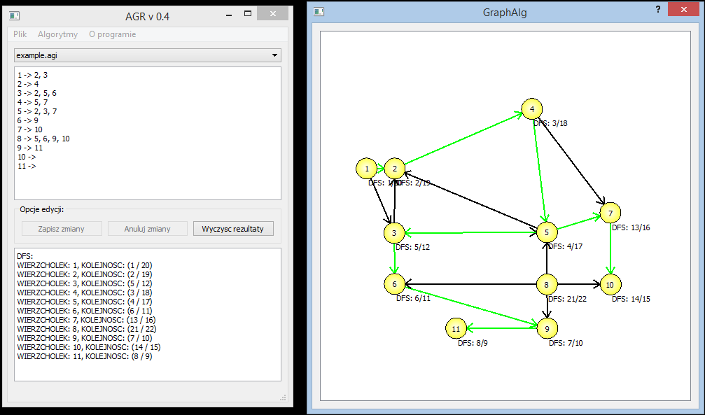 AGR v 0.4
Plik Algorytmy O programie
example.agi
1 -> 2, 3
2 -> 4
3 -> 2, 5, 6
4 -> 5, 7
5 -> 2, 3, 7
6 -> 9
7 -> 10
8 -> 5, 6, 9, 10
9 -> 11
10 ->
11 ->
Opcje edycji:
Zapisz zmiany Anuluj zmiany Wyczysc rezultaty
DFS:
WIERZCHOLEK: 1, KOLEJNOSC: (1 / 20)
WIERZCHOLEK: 2, KOLEJNOSC: (2 / 19)
WIERZCHOLEK: 3, KOLEJNOSC: (5 / 12)
WIERZCHOLEK: 4, KOLEJNOSC: (3 / 18)
WIERZCHOLEK: 5, KOLEJNOSC: (4 / 17)
WIERZCHOLEK: 6, KOLEJNOSC: (6 / 11)
WIERZCHOLEK: 7, KOLEJNOSC: (13 / 16)
WIERZCHOLEK: 8, KOLEJNOSC: (21 / 22)
WIERZCHOLEK: 9, KOLEJNOSC: (7 / 10)
WIERZCHOLEK: 10, KOLEJNOSC: (14 / 15)
WIERZCHOLEK: 11, KOLEJNOSC: (8 / 9)
GraphAlg
?
4
DFS: 3/18
1
2
DFS: 2/19
7
DFS: 13/16
3
DFS: 5/12
5
DFS: 4/17
6
DFS: 6/11
8
DFS: 21/22
10
DFS: 14/15
11
DFS: 8/9
9
DFS: 7/10